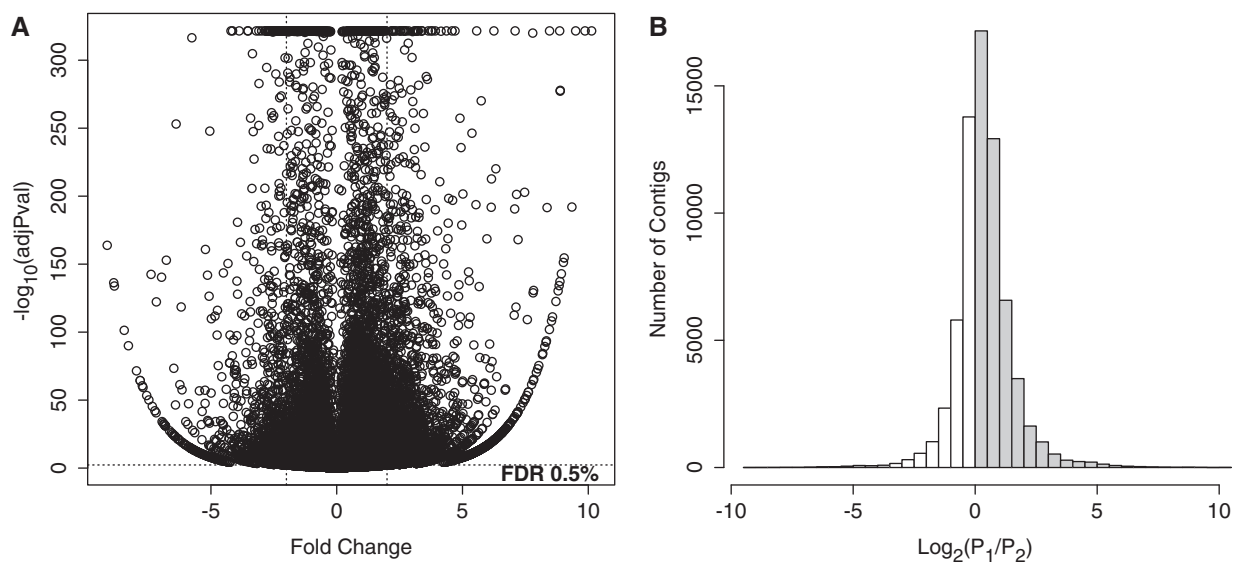 A
-log10(adjPval)
300
250
200
150
100
50
0
FDR 0.5%
-5
0
5
10
Fold Change
B
Number of Contigs
15000
10000
5000
0
-10
-5
0
5
10
Log2(P1/P2)